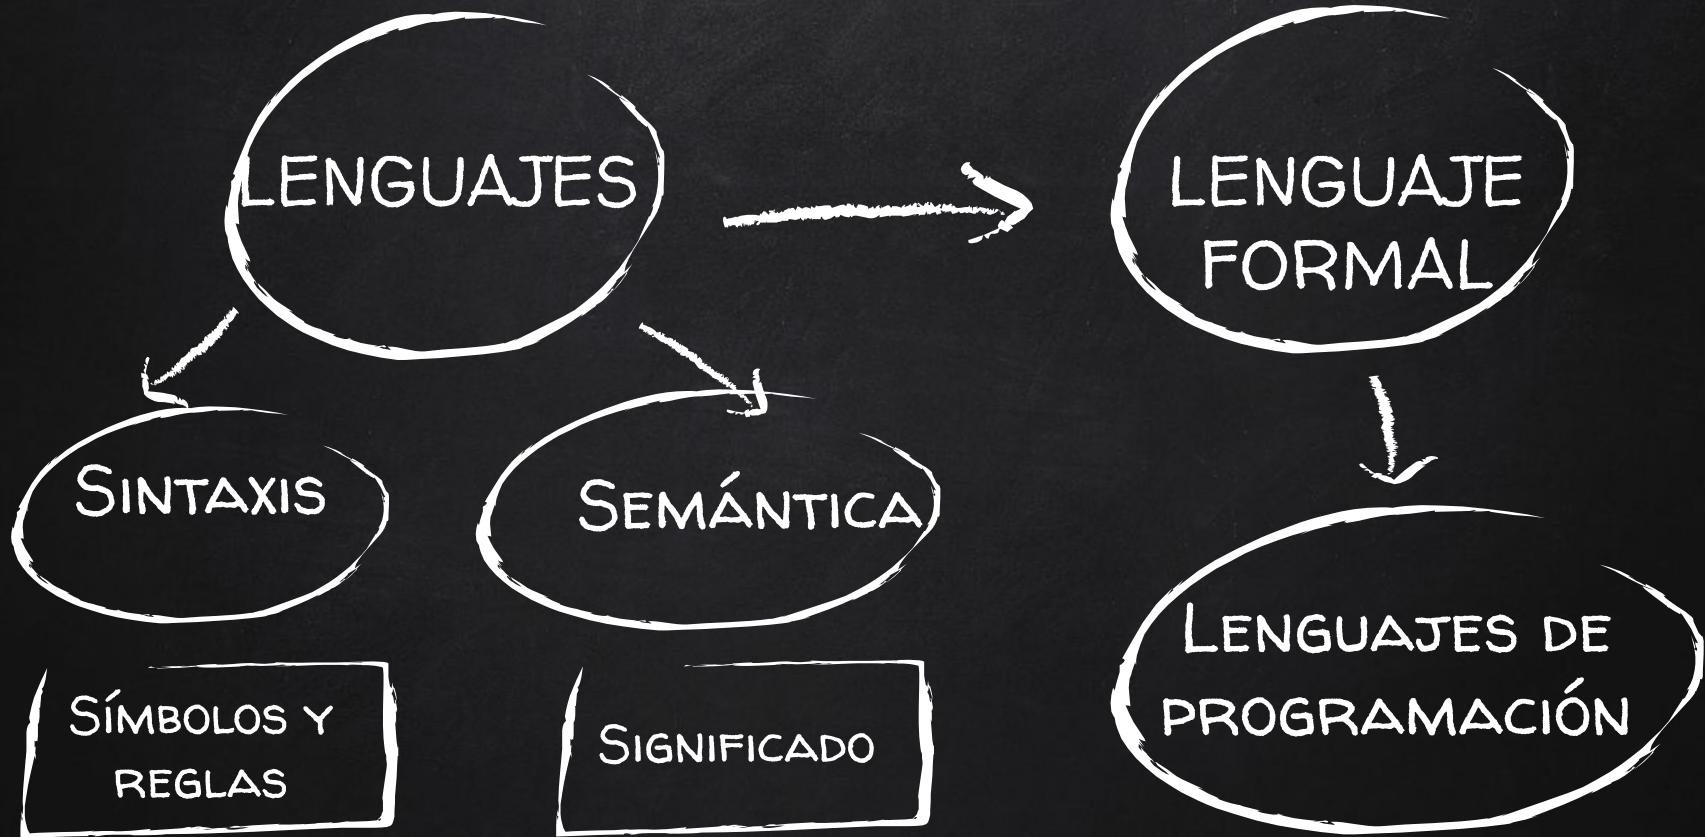 LENGUAJES
LENGUAJE
FORMAL
SINTAXIS
SEMÁNTICA
SÍMBOLOS Y
REGLAS
SIGNIFICADO
LENGUAJES DE
PROGRAMACIÓN